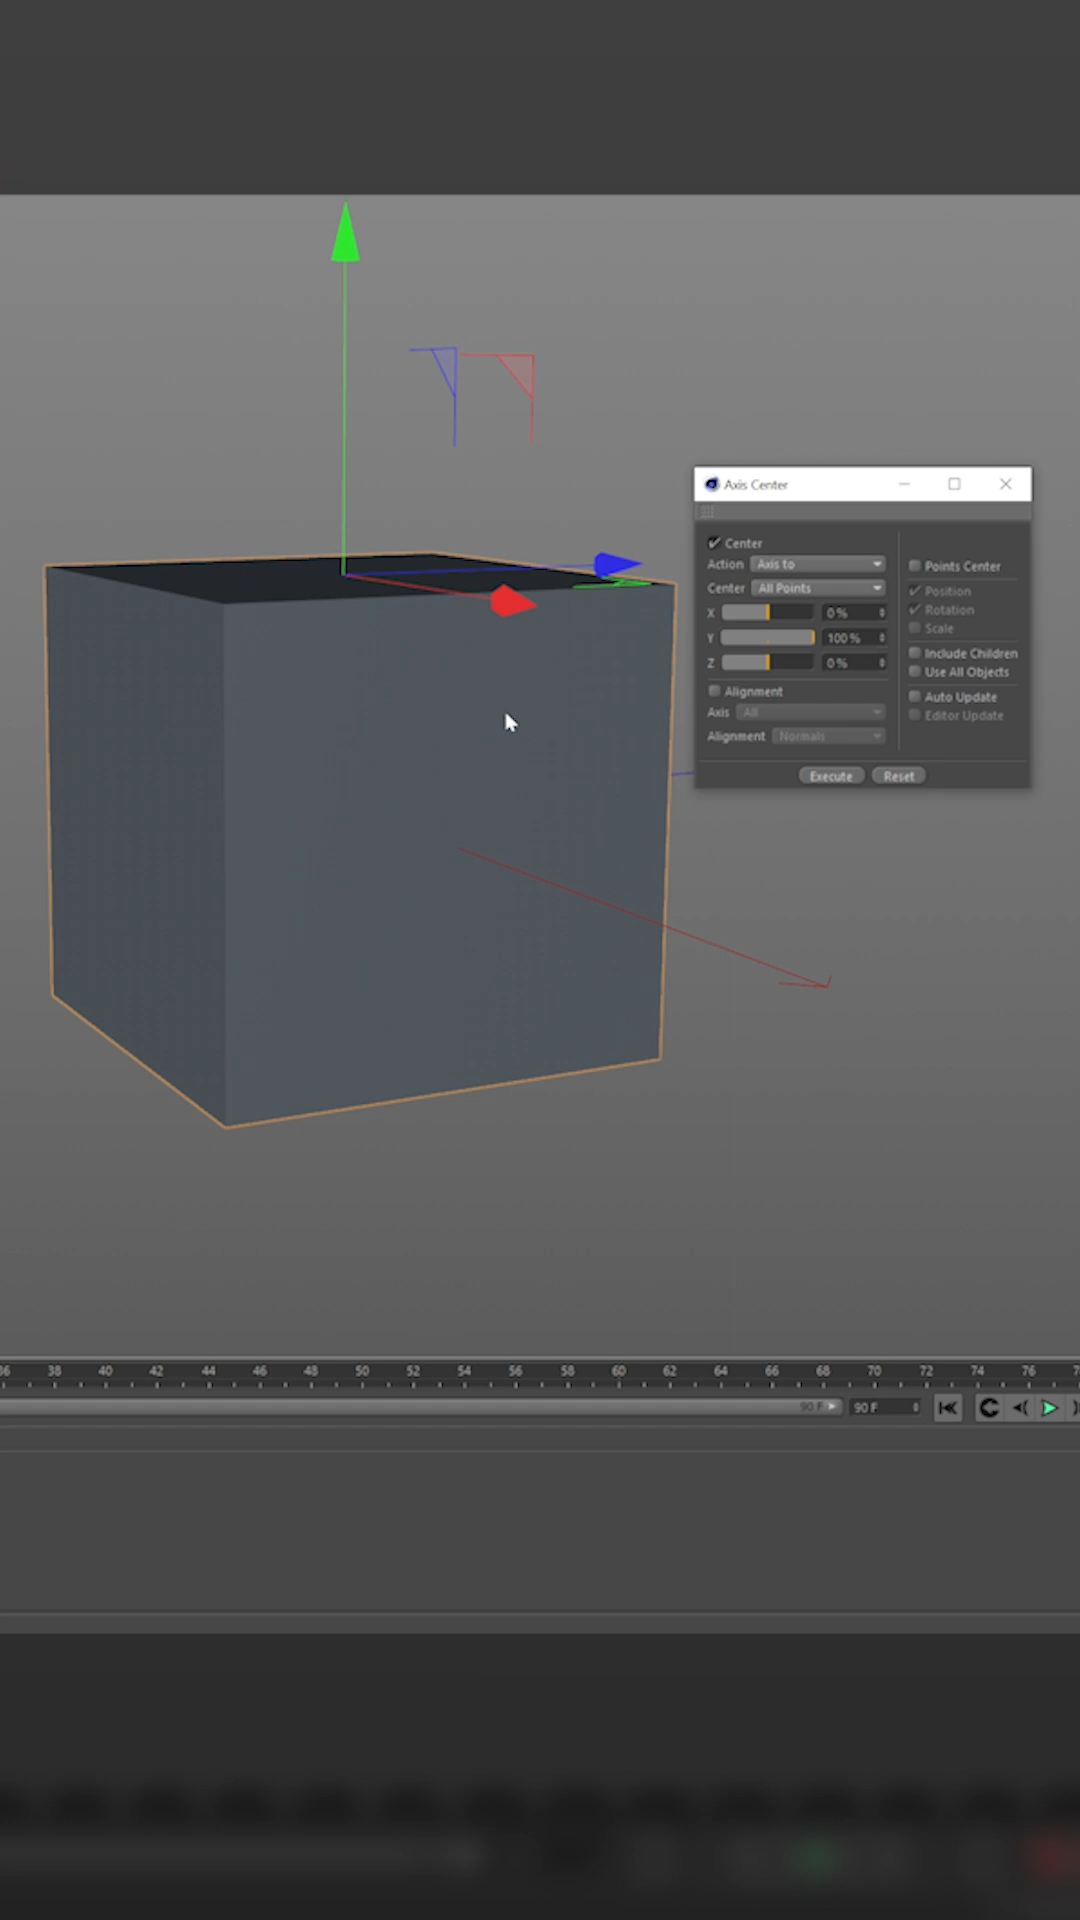 Axis Center
Center
Action Axis to
Center All Points
X 0 %
Y 100 %
Z 0 %
Alignment
Axis All
Alignment Normals
Points Center
Position
Rotation
Scale
Include Children
Use All Objects
Auto Update
Editor Update
Execute Reset
38 40 42 44 46 48 50 52 54 56 58 60 62 64 66 68 70 72 74 76
90 F 90 F